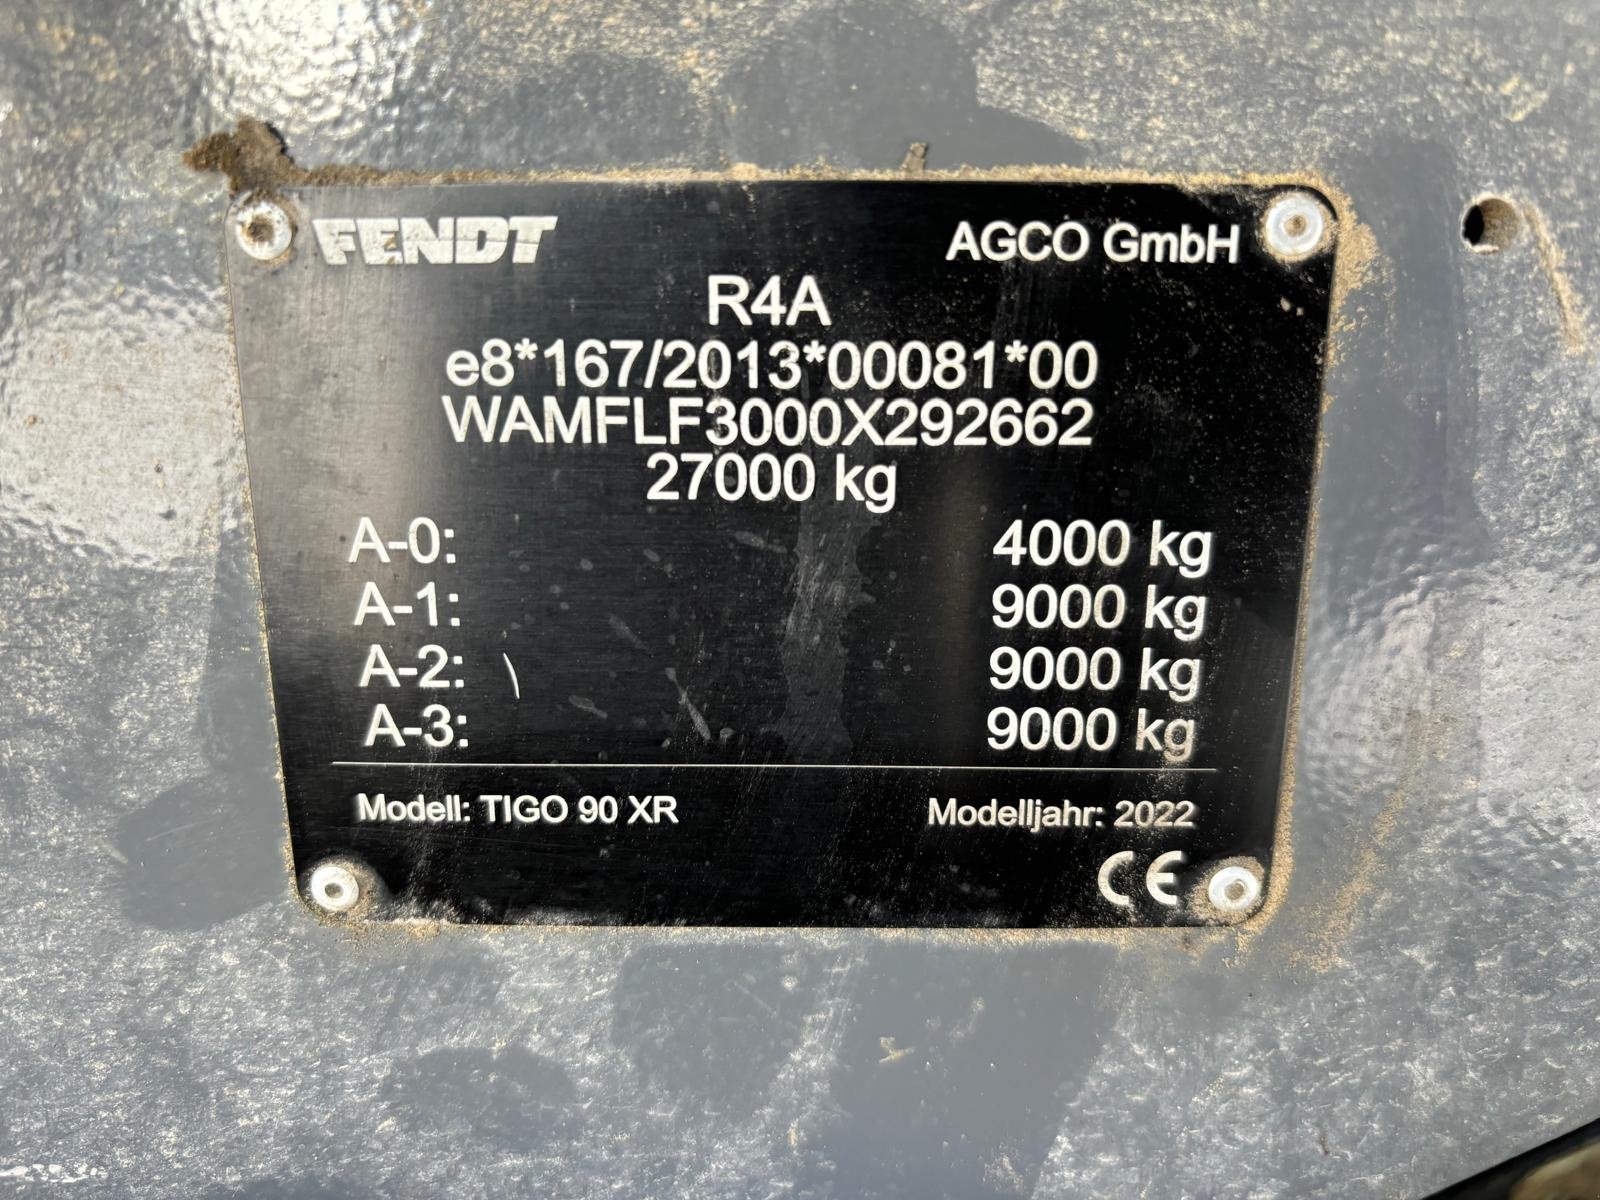 FENDT AGCO GmbH
R4A
e8*167/2013*00081*00
WAMFLF3000X292662
27000 kg
A-0: 4000 kg
A-1: 9000 kg
A-2: 9000 kg
A-3: 9000 kg
Modell: TIGO 90 XR Modelljahr: 2022
CE